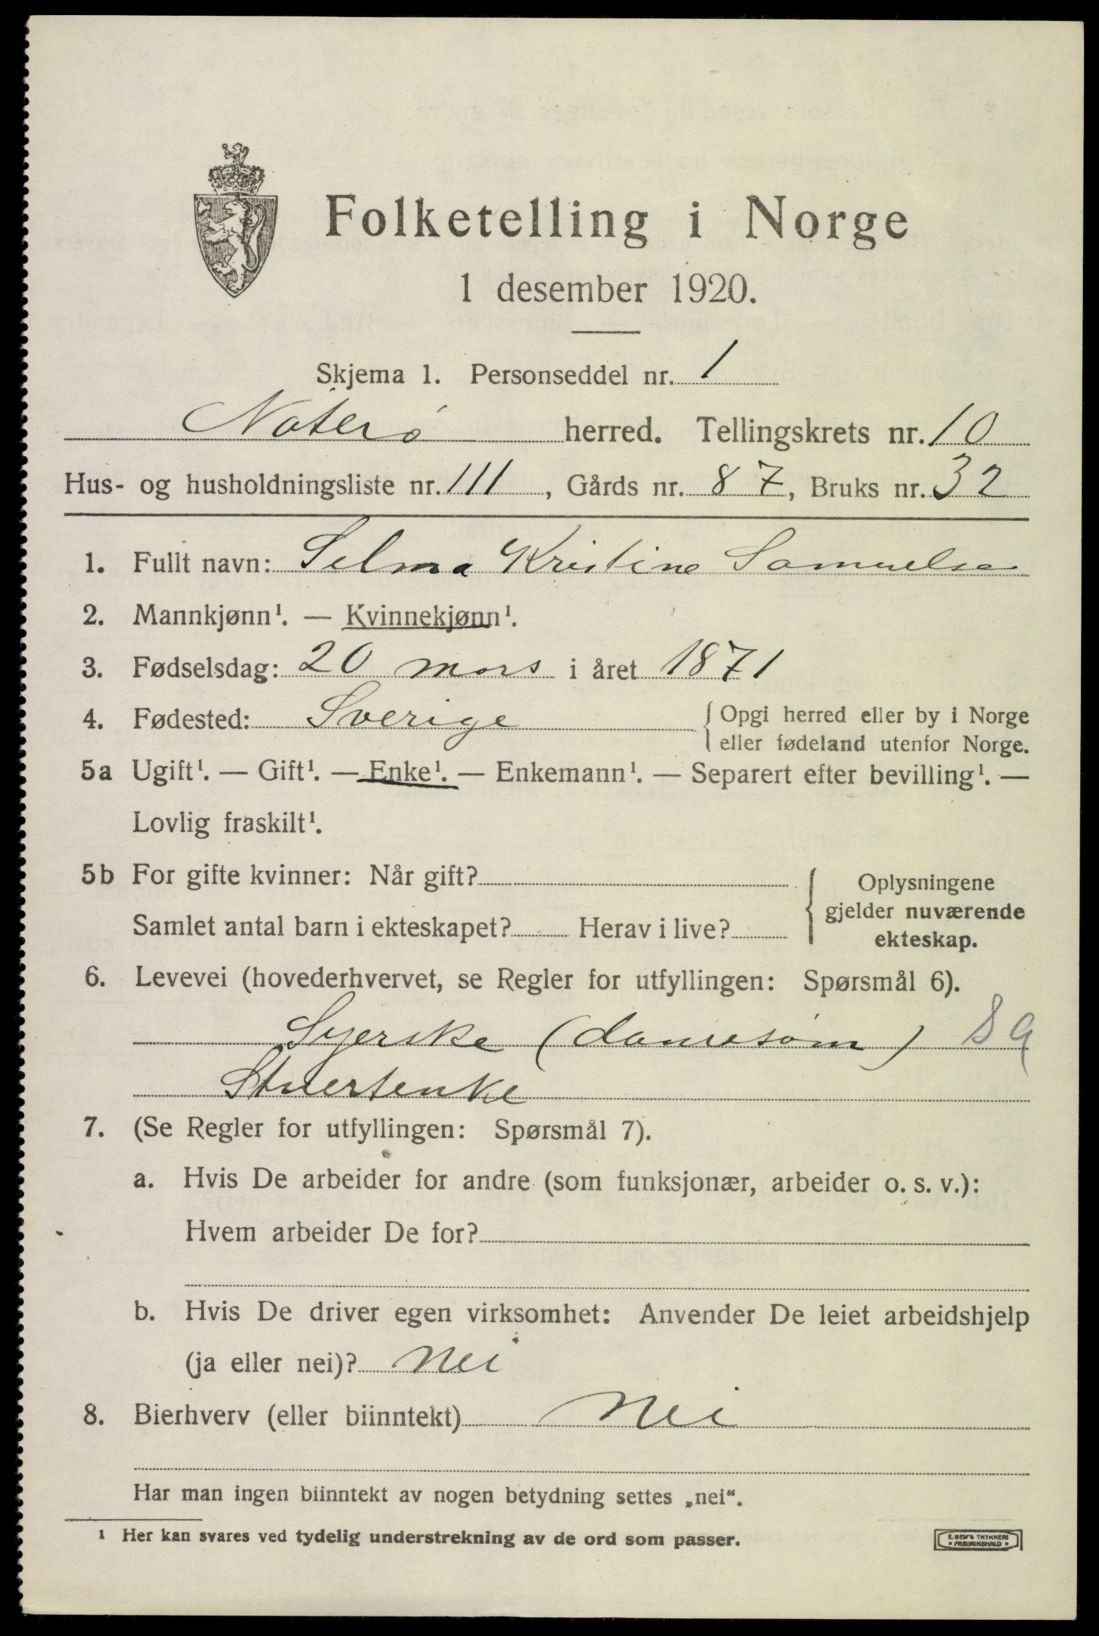 Folketelling i Norge
1 desember 1920.
Skjema 1. Personseddel nr. 1
Nøterø herred. Tellingskrets nr. 10
Hus- og husholdningsliste nr. 111, Gårds nr. 87, Bruks nr. 32
1. Fullt navn: Selma Kristine Samuelsen
2. Mannkjønn¹. — Kvinnekjønn¹.
3. Fødselsdag: 20 mars i året 1871
4. Fødested: Sverige { Opgi herred eller by i Norge
eller fødeland utenfor Norge.
5a Ugift¹. — Gift¹. — Enke¹. — Enkemann¹. — Separert efter bevilling¹. —
Lovlig fraskilt¹.
5b For gifte kvinner: Når gift?
Samlet antal barn i ekteskapet? Herav i live?
{ Oplysningene
gjelder nuværende
ekteskap.
6. Levevei (hovederhvervet, se Regler for utfyllingen: Spørsmål 6).
Syerske (damesøm) 89
Stuertenke
7. (Se Regler for utfyllingen: Spørsmål 7).
a. Hvis De arbeider for andre (som funksjonær, arbeider o. s. v.):
Hvem arbeider De for?
b. Hvis De driver egen virksomhet: Anvender De leiet arbeidshjelp
(ja eller nei)? Nei
8. Bierhverv (eller biinntekt) Nei
Har man ingen biinntekt av nogen betydning settes „nei“.
¹ Her kan svares ved tydelig understrekning av de ord som passer.
E. SEM'S TRYKKERI
• FREDRIKSHALD •